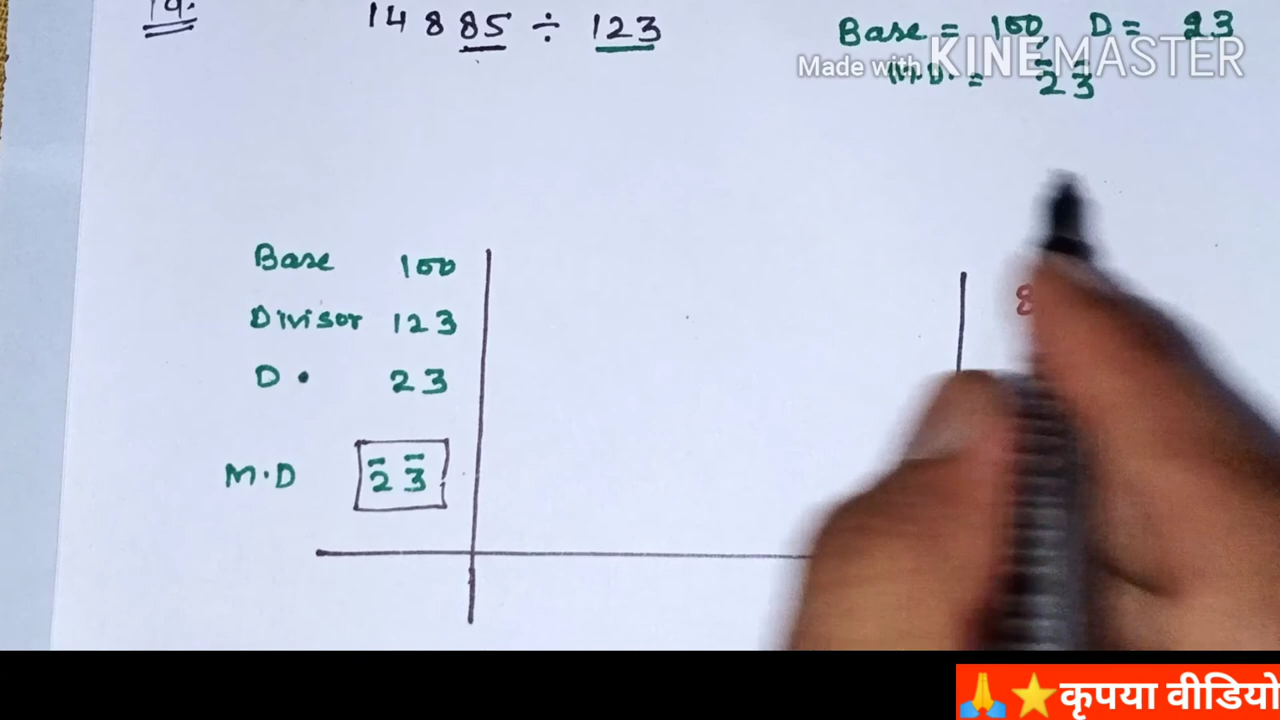 19.
14885 ÷ 123
Base = 100, D = 23
Made with KINEMASTER
M.D. = 2̄ 3̄
Base 100
8
Divisor 123
D • 23
M.D 2̄ 3̄
🙏⭐कृपया वीडियो